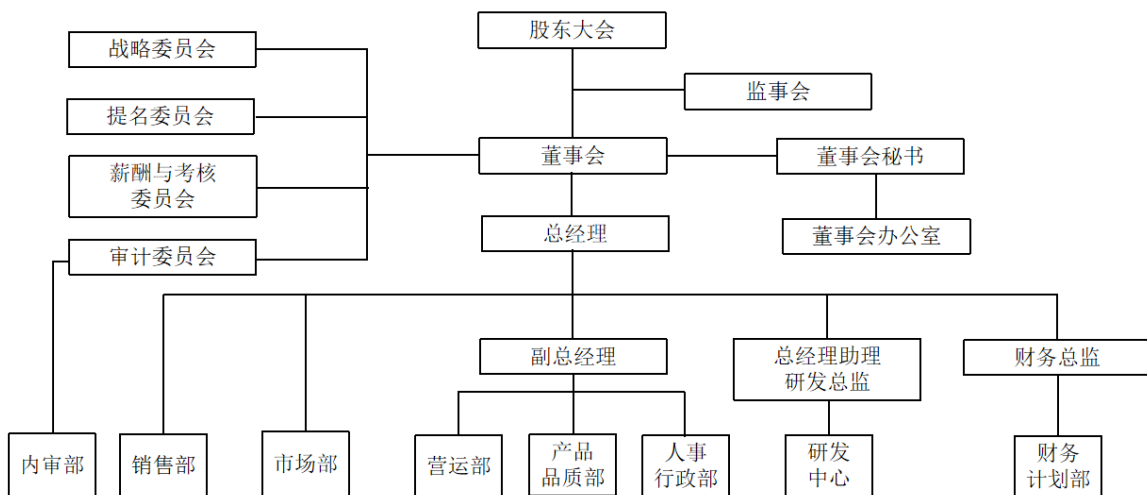 股东大会
战略委员会
监事会
提名委员会
董事会
董事会秘书
薪酬与考核
委员会
总经理
董事会办公室
审计委员会
副总经理
总经理助理
研发总监
财务总监
内审部
销售部
市场部
营运部
产品
品质部
人事
行政部
研发
中心
财务
计划部